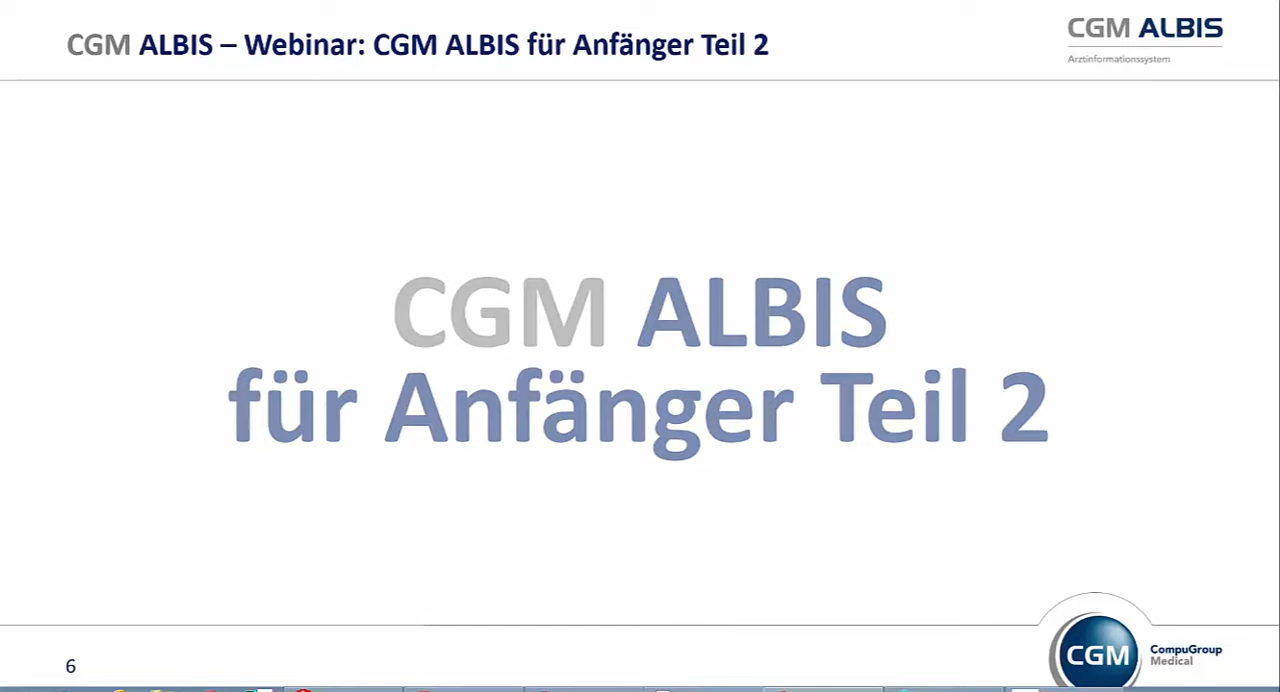 CGM ALBIS – Webinar: CGM ALBIS für Anfänger Teil 2
CGM ALBIS
Arztinformationssystem
CGM ALBIS
für Anfänger Teil 2
6
CGM
CompuGroup
Medical